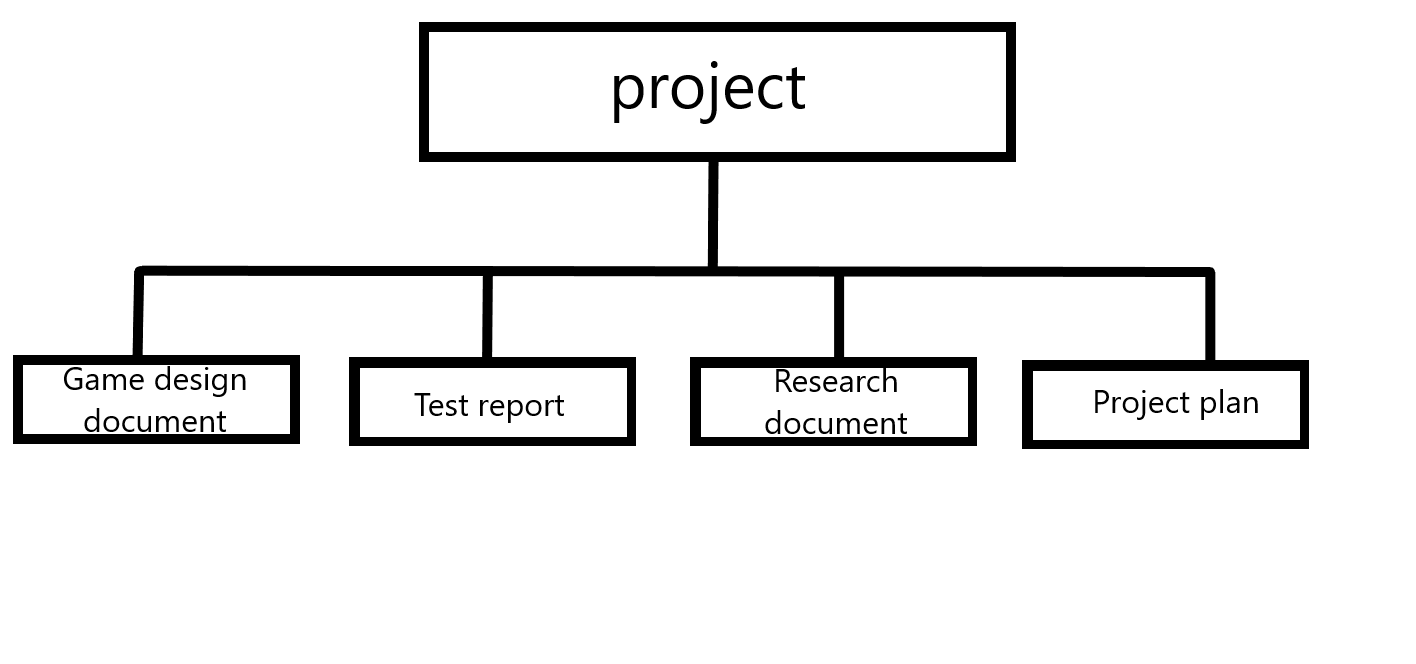 project
Game design
document
Test report
Research
document
Project plan